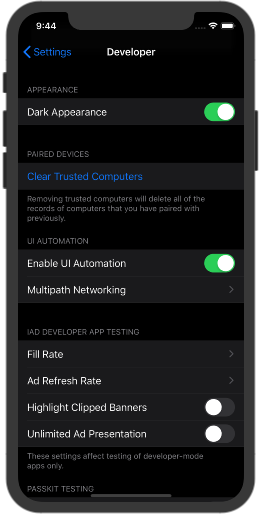 9:44
Settings
Developer
APPEARANCE
Dark Appearance
PAIRED DEVICES
Clear Trusted Computers
Removing trusted computers will delete all of the
records of computers that you have paired with
previously.
UI AUTOMATION
Enable UI Automation
Multipath Networking
IAD DEVELOPER APP TESTING
Fill Rate
Ad Refresh Rate
Highlight Clipped Banners
Unlimited Ad Presentation
These settings affect testing of developer-mode
apps only.
PASSKIT TESTING